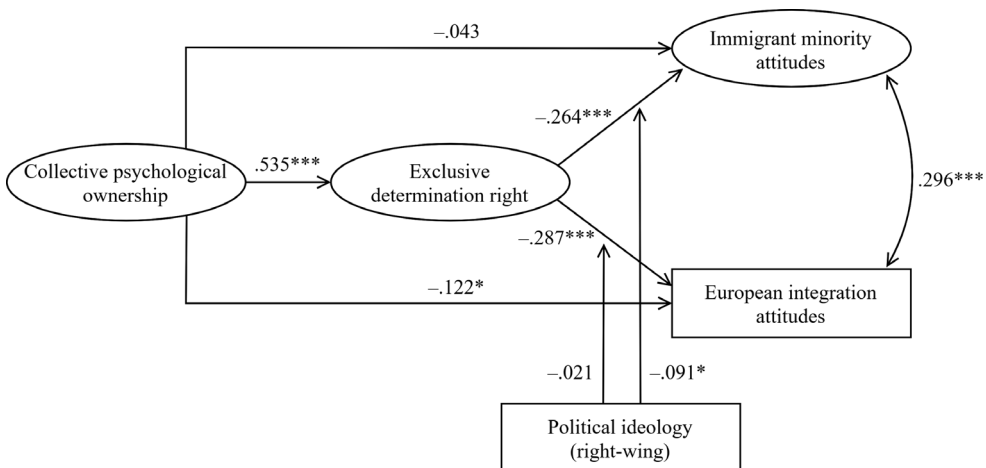 –.043
Immigrant minority
attitudes
–.264***
Collective psychological
ownership
.535***
Exclusive
determination right
.296***
–.287***
–.122*
European integration
attitudes
–.021
–.091*
Political ideology
(right-wing)